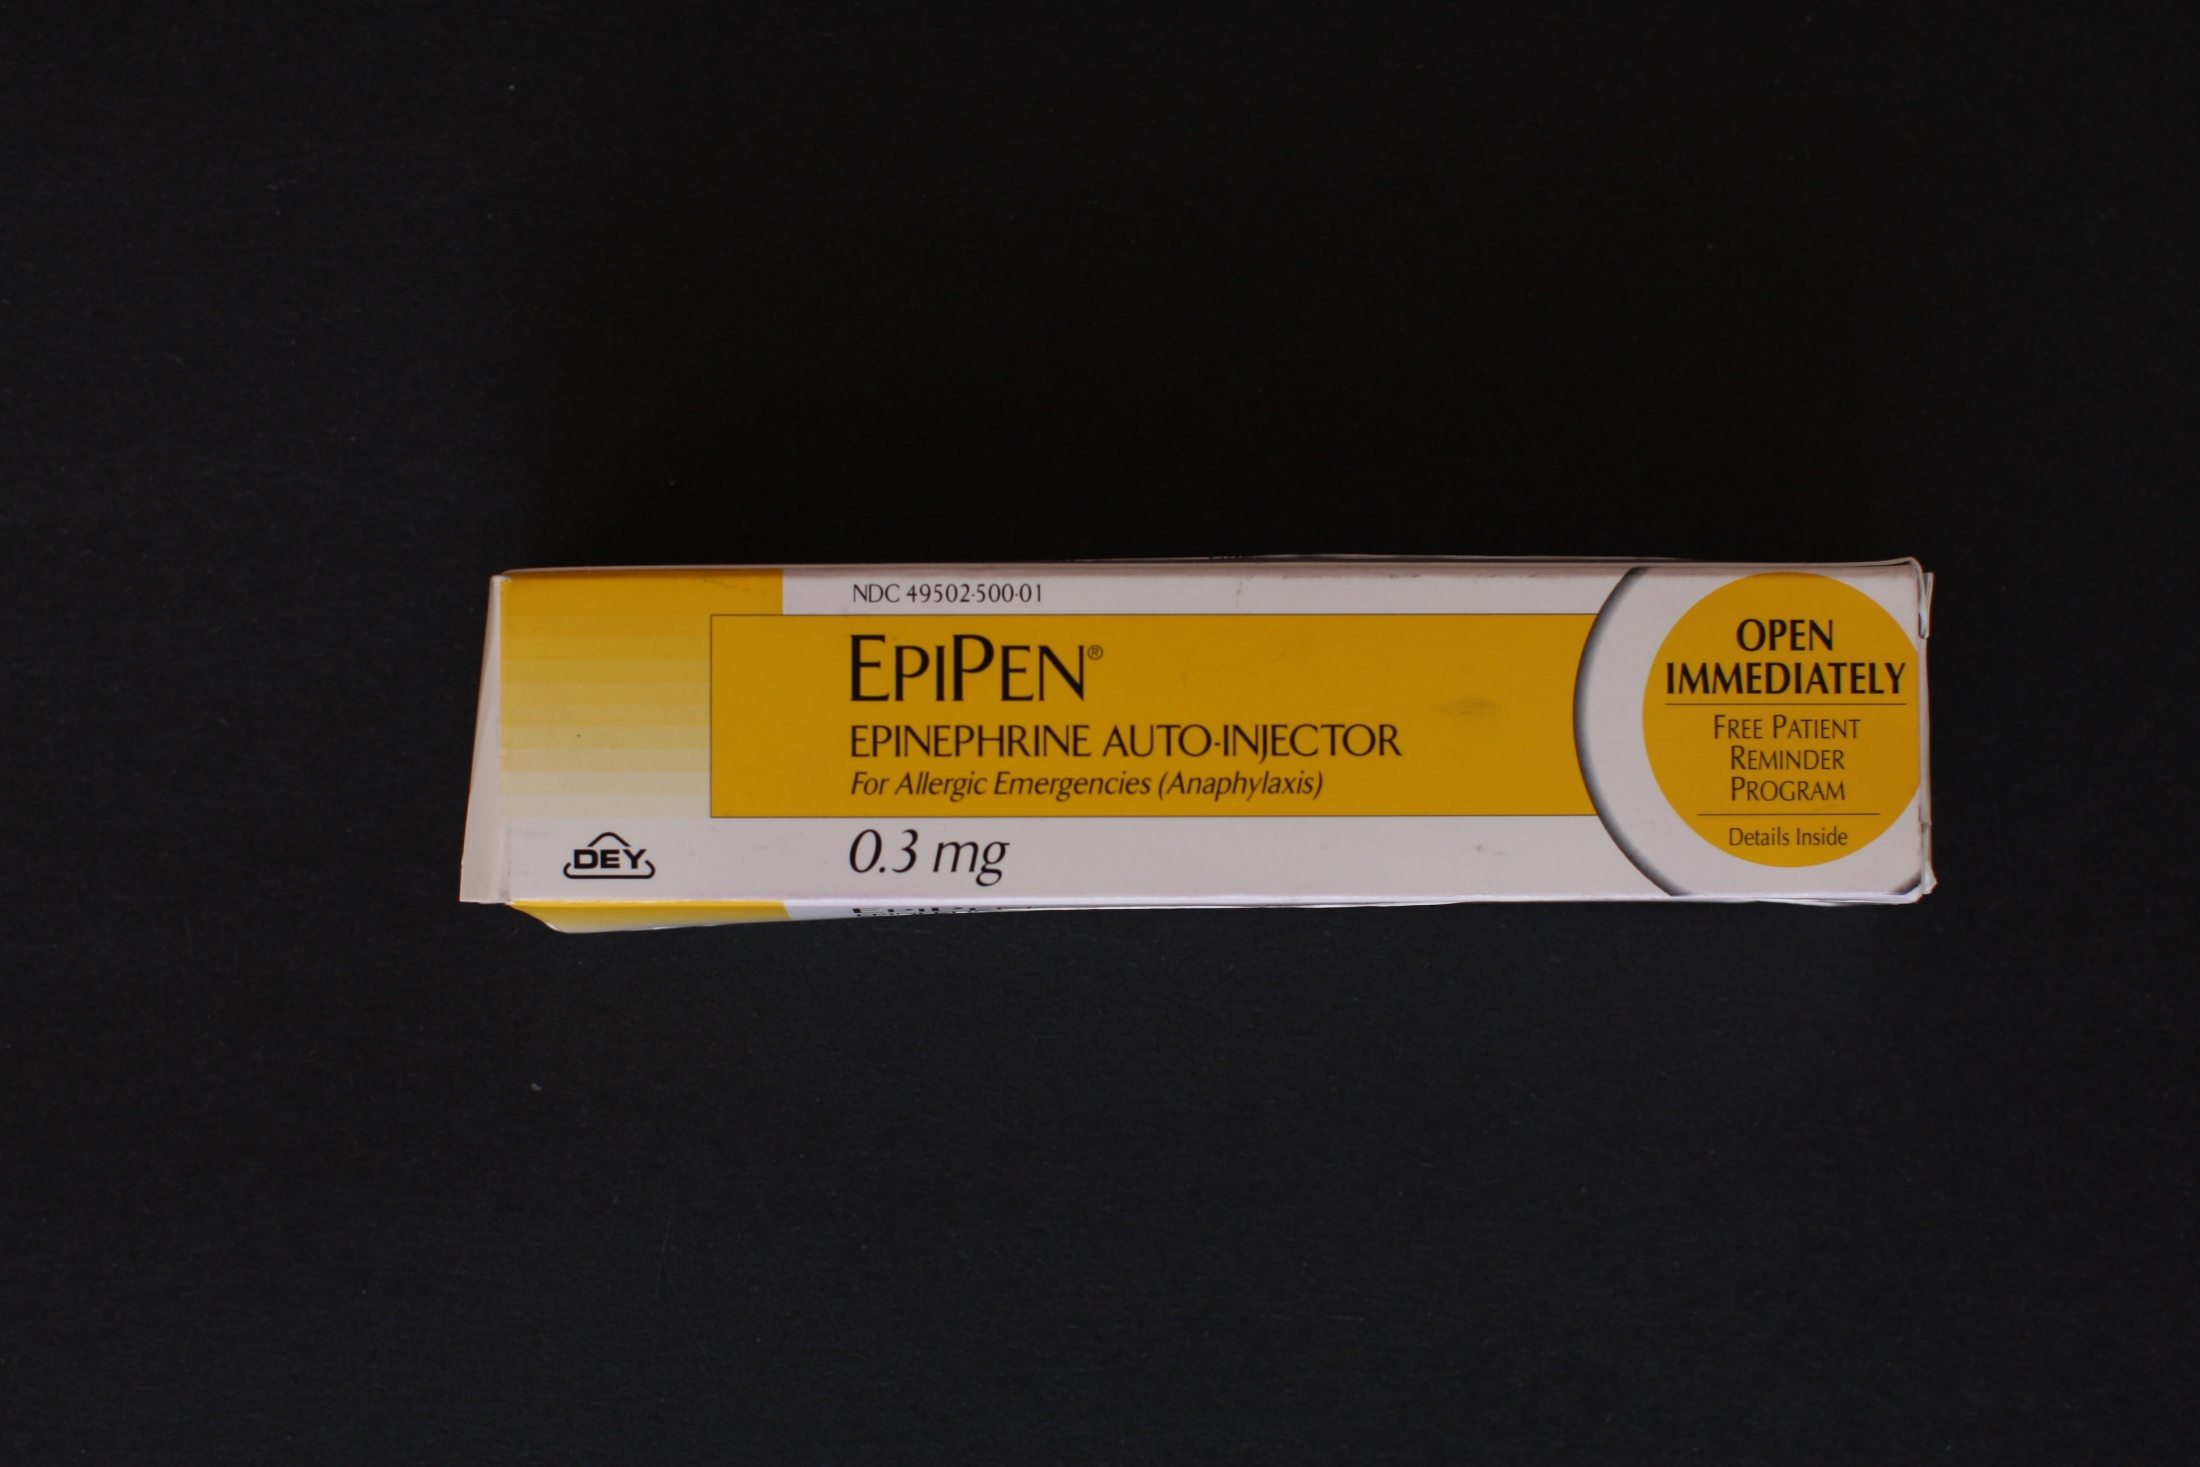 NDC 49502-500-01
EPIPEN®
EPINEPHRINE AUTO-INJECTOR
For Allergic Emergencies (Anaphylaxis)
0.3 mg
DEY
OPEN
IMMEDIATELY
FREE PATIENT
REMINDER
PROGRAM
Details Inside